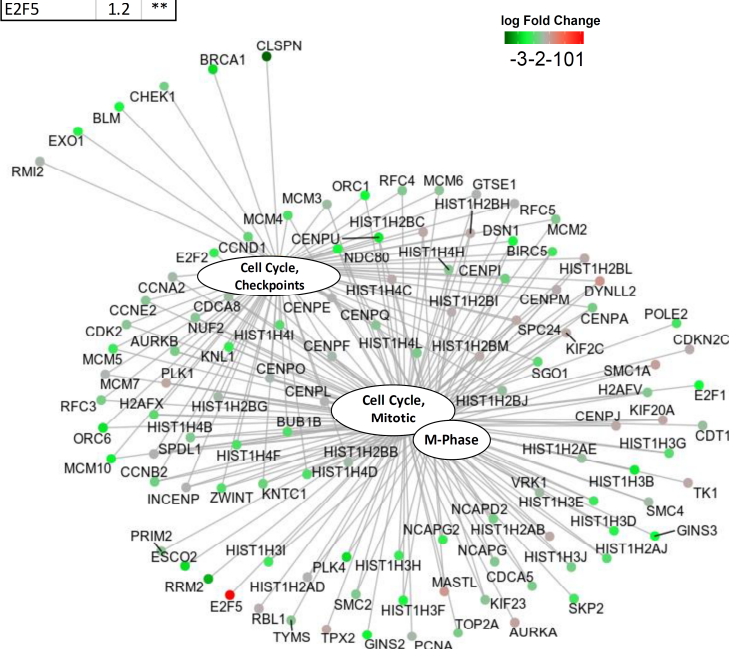 E2F5 1.2 **
log Fold Change
-3-2-101
CLSPN
BRCA1
CHEK1
BLM
EXO1
RMI2
ORC1
RFC4
MCM6
GTSE1
MCM3
HIST1H2BH
RFC5
MCM4
HIST1H2BC
DSN1
MCM2
CENPU
CCND1
HIST1H4H
BIRC5
E2F2
NDC80
CENPI
HIST1H2BL
Cell Cycle,
Checkpoints
CCNA2
HIST1H4C
DYNLL2
CCNE2
CDCA8
CENPE
HIST1H2BI
CENPM
CENPQ
CENPA
POLE2
CDK2
NUF2
HIST1H4I
SPC24
AURKB
HIST1H4L
HIST1H2BM
KIF2C
CDKN2C
MCM5
KNL1
CENPF
PLK1
CENPO
SGO1
SMC1A
MCM7
CENPL
HIST1H2BJ
H2AFV
E2F1
RFC3
H2AFX
HIST1H2BG
Cell Cycle,
Mitotic
CENPJ
KIF20A
HIST1H4B
BUB1B
CDT1
ORC6
M-Phase
SPDL1
HIST1H4F
HIST1H2BB
HIST1H2AE
HIST1H3G
MCM10
CCNB2
HIST1H4D
INCENP
ZWINT
KNTC1
VRK1
HIST1H3B
TK1
HIST1H3E
SMC4
NCAPD2
HIST1H3D
PRIM2
NCAPG2
HIST1H2AB
GINS3
ESCO2
HIST1H3I
NCAPG
HIST1H3J
HIST1H2AJ
PLK4
HIST1H3H
RRM2
HIST1H2AD
MASTL
CDCA5
E2F5
SMC2
HIST1H3F
KIF23
SKP2
RBL1
TYMS
TPX2
GINS2
PCNA
TOP2A
AURKA